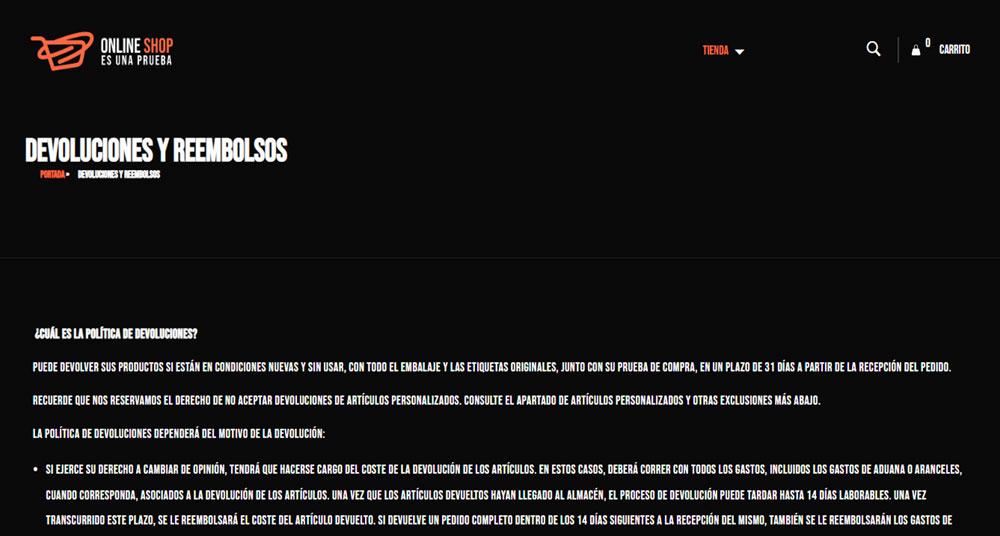 ONLINE SHOP
ES UNA PRUEBA
TIENDA
0
CARRITO
DEVOLUCIONES Y REEMBOLSOS
PORTADA » DEVOLUCIONES Y REEMBOLSOS
¿CUÁL ES LA POLÍTICA DE DEVOLUCIONES?
PUEDE DEVOLVER SUS PRODUCTOS SI ESTÁN EN CONDICIONES NUEVAS Y SIN USAR, CON TODO EL EMBALAJE Y LAS ETIQUETAS ORIGINALES, JUNTO CON SU PRUEBA DE COMPRA, EN UN PLAZO DE 31 DÍAS A PARTIR DE LA RECEPCIÓN DEL PEDIDO.
RECUERDE QUE NOS RESERVAMOS EL DERECHO DE NO ACEPTAR DEVOLUCIONES DE ARTÍCULOS PERSONALIZADOS. CONSULTE EL APARTADO DE ARTÍCULOS PERSONALIZADOS Y OTRAS EXCLUSIONES MÁS ABAJO.
LA POLÍTICA DE DEVOLUCIONES DEPENDERÁ DEL MOTIVO DE LA DEVOLUCIÓN:
• SI EJERCE SU DERECHO A CAMBIAR DE OPINIÓN, TENDRÁ QUE HACERSE CARGO DEL COSTE DE LA DEVOLUCIÓN DE LOS ARTÍCULOS. EN ESTOS CASOS, DEBERÁ CORRER CON TODOS LOS GASTOS, INCLUIDOS LOS GASTOS DE ADUANA O ARANCELES,
CUANDO CORRESPONDA, ASOCIADOS A LA DEVOLUCIÓN DE LOS ARTÍCULOS. UNA VEZ QUE LOS ARTÍCULOS DEVUELTOS HAYAN LLEGADO AL ALMACÉN, EL PROCESO DE DEVOLUCIÓN PUEDE TARDAR HASTA 14 DÍAS LABORABLES. UNA VEZ
TRANSCURRIDO ESTE PLAZO, SE LE REEMBOLSARÁ EL COSTE DEL ARTÍCULO DEVUELTO. SI DEVUELVE UN PEDIDO COMPLETO DENTRO DE LOS 14 DÍAS SIGUIENTES A LA RECEPCIÓN DEL MISMO, TAMBIÉN SE LE REEMBOLSARÁN LOS GASTOS DE